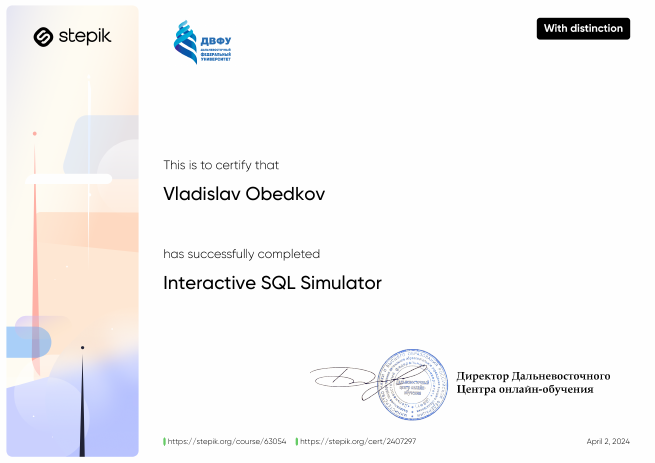 stepik
ДВФУ
ДАЛЬНЕВОСТОЧНЫЙ
ФЕДЕРАЛЬНЫЙ
УНИВЕРСИТЕТ
With distinction
This is to certify that
Vladislav Obedkov
has successfully completed
Interactive SQL Simulator
Директор Дальневосточного
Центра онлайн-обучения
https://stepik.org/course/63054
https://stepik.org/cert/2407297
April 2, 2024